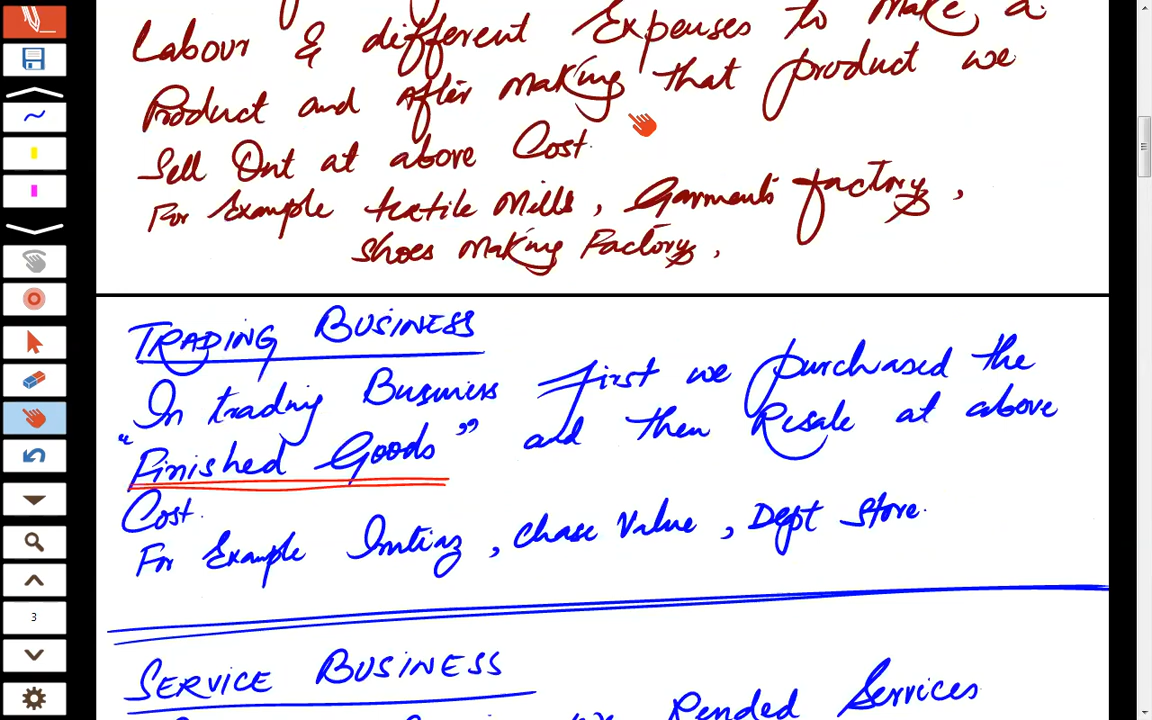 Labour & different Expenses to make a
Product and After making that product we
Sell Out at above Cost.
For Example textile Mills, Garments factory,
Shoes Making Factory,
TRADING BUSINESS
In trading Business first we purchased the
"Finished Goods" and then Resale at above
Cost.
For Example Imtiaz, Chase Value, Dept Store.
SERVICE BUSINESS
We Rended Services
3